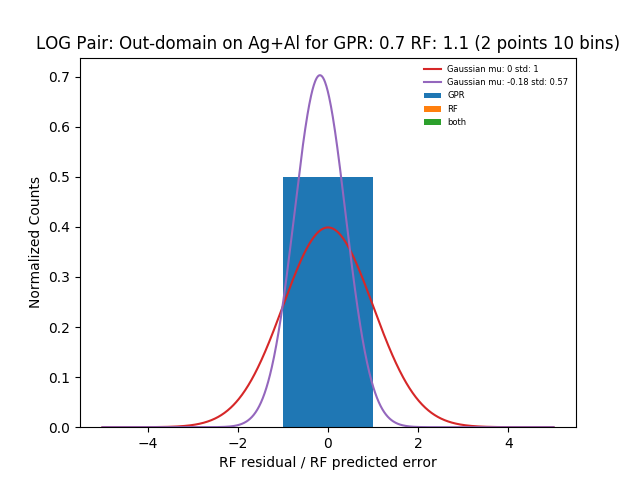 LOG Pair: Out-domain on Ag+Al for GPR: 0.7 RF: 1.1 (2 points 10 bins)
Gaussian mu: 0 std: 1
Gaussian mu: -0.18 std: 0.57
GPR
RF
both
Normalized Counts
0.7
0.6
0.5
0.4
0.3
0.2
0.1
0.0
−4 −2 0 2 4
RF residual / RF predicted error